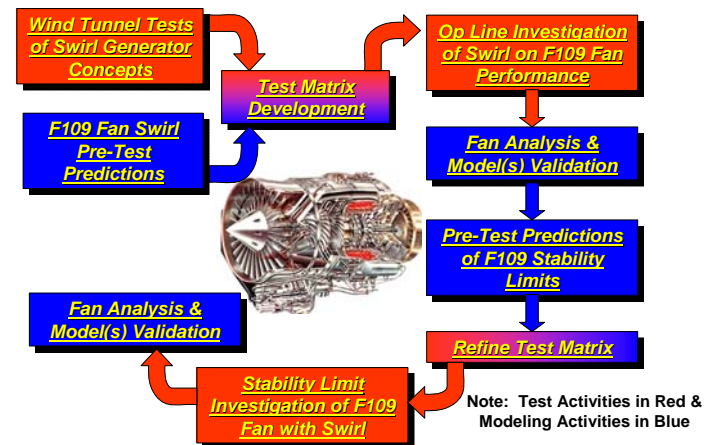 Wind Tunnel Tests
of Swirl Generator
Concepts
F109 Fan Swirl
Pre-Test
Predictions
Test Matrix
Development
Op Line Investigation
of Swirl on F109 Fan
Performance
Fan Analysis &
Model(s) Validation
Pre-Test Predictions
of F109 Stability
Limits
Refine Test Matrix
Stability Limit
Investigation of F109
Fan with Swirl
Fan Analysis &
Model(s) Validation
Note: Test Activities in Red &
Modeling Activities in Blue